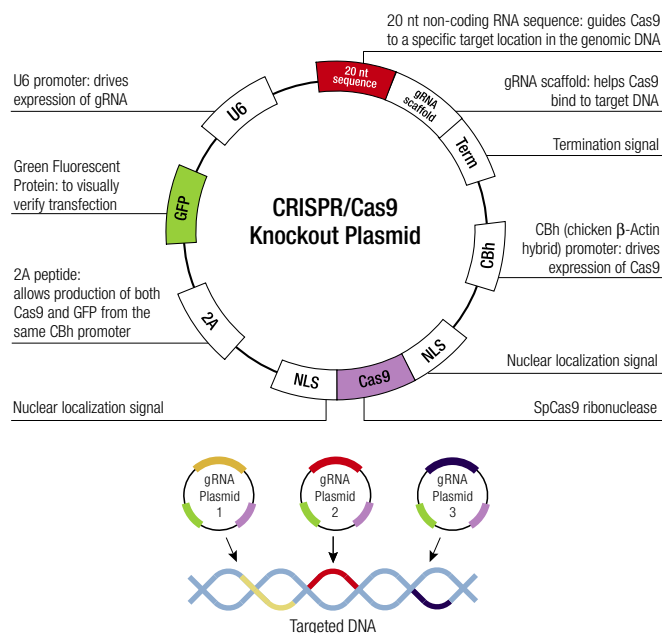 20 nt non-coding RNA sequence: guides Cas9
to a specific target location in the genomic DNA
U6 promoter: drives
expression of gRNA
20 nt
sequence
gRNA
scaffold
gRNA scaffold: helps Cas9
bind to target DNA
U6
Term
Termination signal
Green Fluorescent
Protein: to visually
verify transfection
GFP
CRISPR/Cas9
Knockout Plasmid
CBh
CBh (chicken β-Actin
hybrid) promoter: drives
expression of Cas9
2A peptide:
allows production of both
Cas9 and GFP from the
same CBh promoter
2A
NLS
Cas9
NLS
Nuclear localization signal
Nuclear localization signal
SpCas9 ribonuclease
gRNA
Plasmid
1
gRNA
Plasmid
2
gRNA
Plasmid
3
Targeted DNA